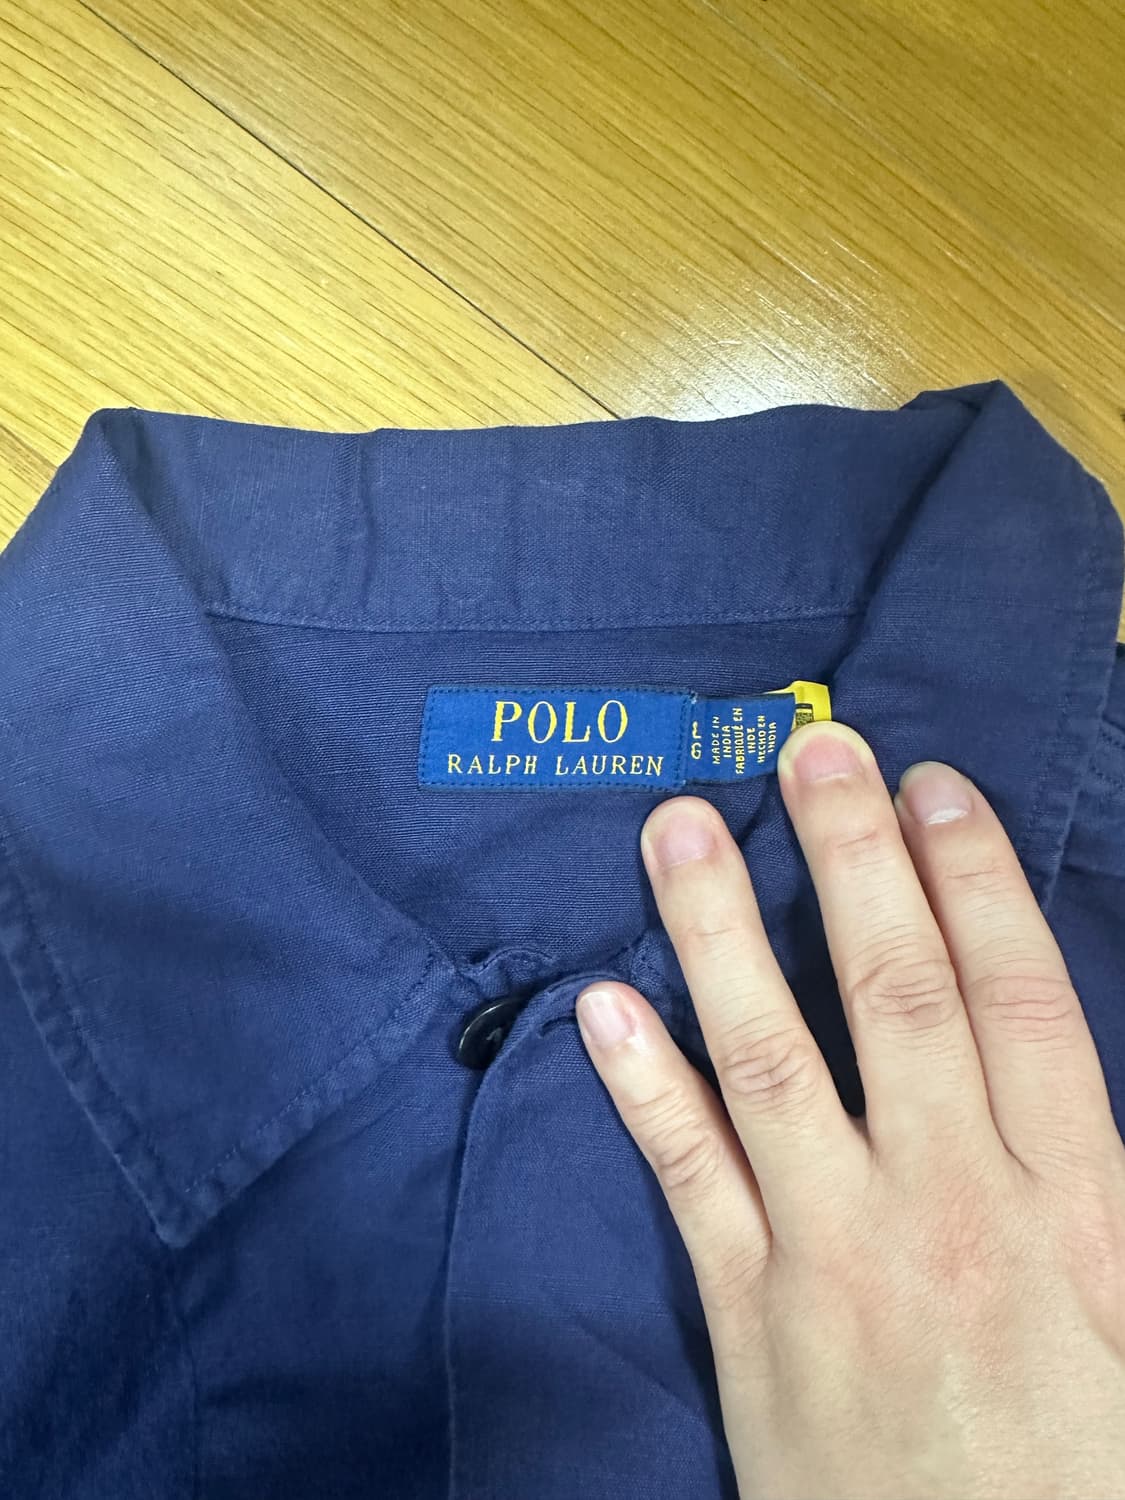 POLO
RALPH LAUREN
L
G
MADE IN
INDIA
FABRIQUÉ EN
INDE
HECHO EN
INDIA